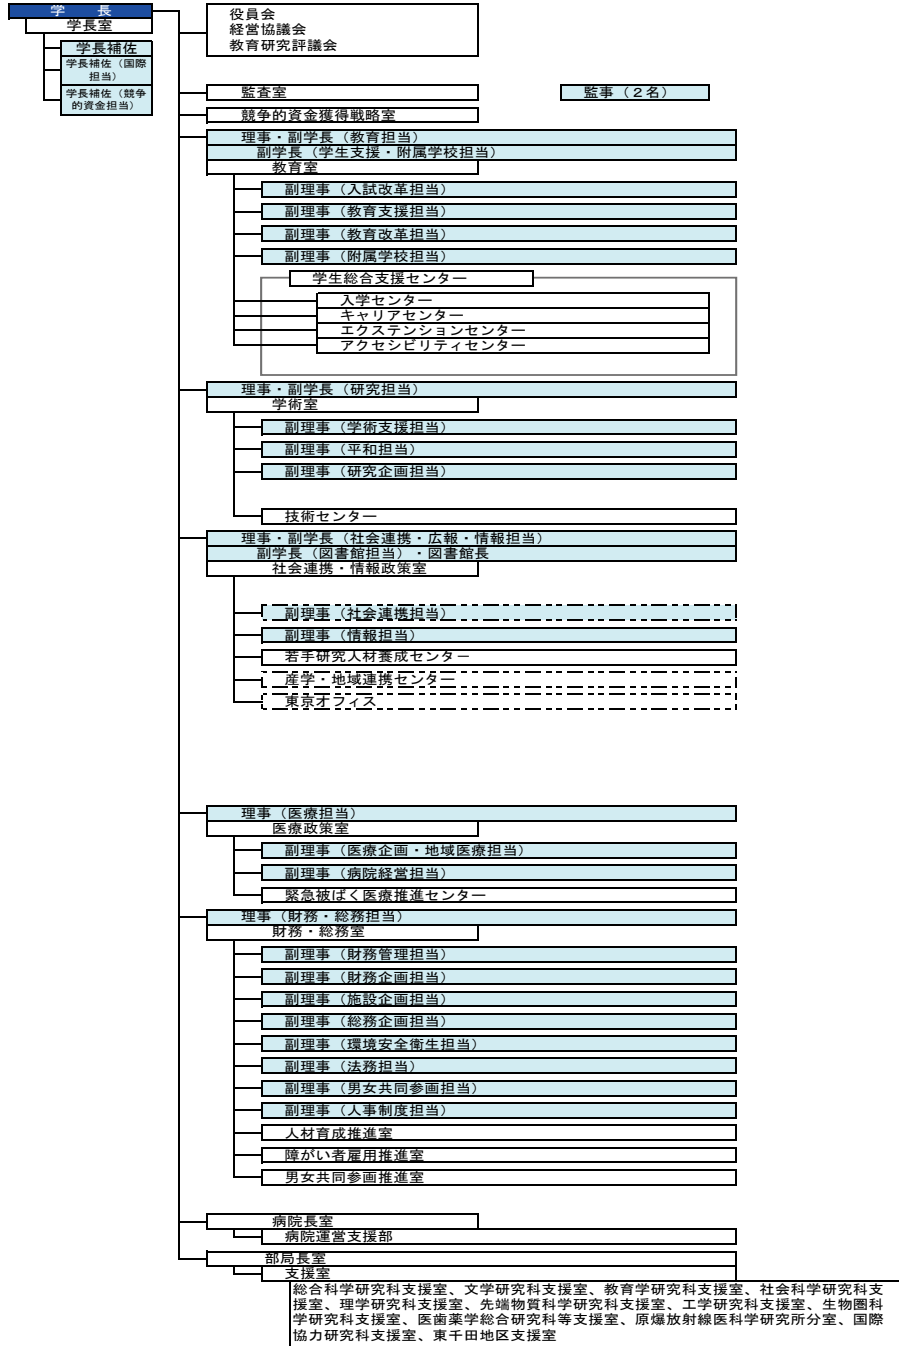 学　　長
学長室
学長補佐
学長補佐（国際
担当）
学長補佐（競争
的資金担当）
役員会
経営協議会
教育研究評議会
監査室
監事（２名）
競争的資金獲得戦略室
理事・副学長（教育担当）
副学長（学生支援・附属学校担当）
教育室
副理事（入試改革担当）
副理事（教育支援担当）
副理事（教育改革担当）
副理事（附属学校担当）
学生総合支援センター
入学センター
キャリアセンター
エクステンションセンター
アクセシビリティセンター
理事・副学長（研究担当）
学術室
副理事（学術支援担当）
副理事（平和担当）
副理事（研究企画担当）
技術センター
理事・副学長（社会連携・広報・情報担当）
副学長（図書館担当）・図書館長
社会連携・情報政策室
副理事（社会連携担当）
副理事（情報担当）
若手研究人材養成センター
産学・地域連携センター
東京オフィス
理事（医療担当）
医療政策室
副理事（医療企画・地域医療担当）
副理事（病院経営担当）
緊急被ばく医療推進センター
理事（財務・総務担当）
財務・総務室
副理事（財務管理担当）
副理事（財務企画担当）
副理事（施設企画担当）
副理事（総務企画担当）
副理事（環境安全衛生担当）
副理事（法務担当）
副理事（男女共同参画担当）
副理事（人事制度担当）
人材育成推進室
障がい者雇用推進室
男女共同参画推進室
病院長室
病院運営支援部
部局長室
支援室
総合科学研究科支援室、文学研究科支援室、教育学研究科支援室、社会科学研究科支
援室、理学研究科支援室、先端物質科学研究科支援室、工学研究科支援室、生物圏科
学研究科支援室、医歯薬学総合研究科等支援室、原爆放射線医科学研究所分室、国際
協力研究科支援室、東千田地区支援室